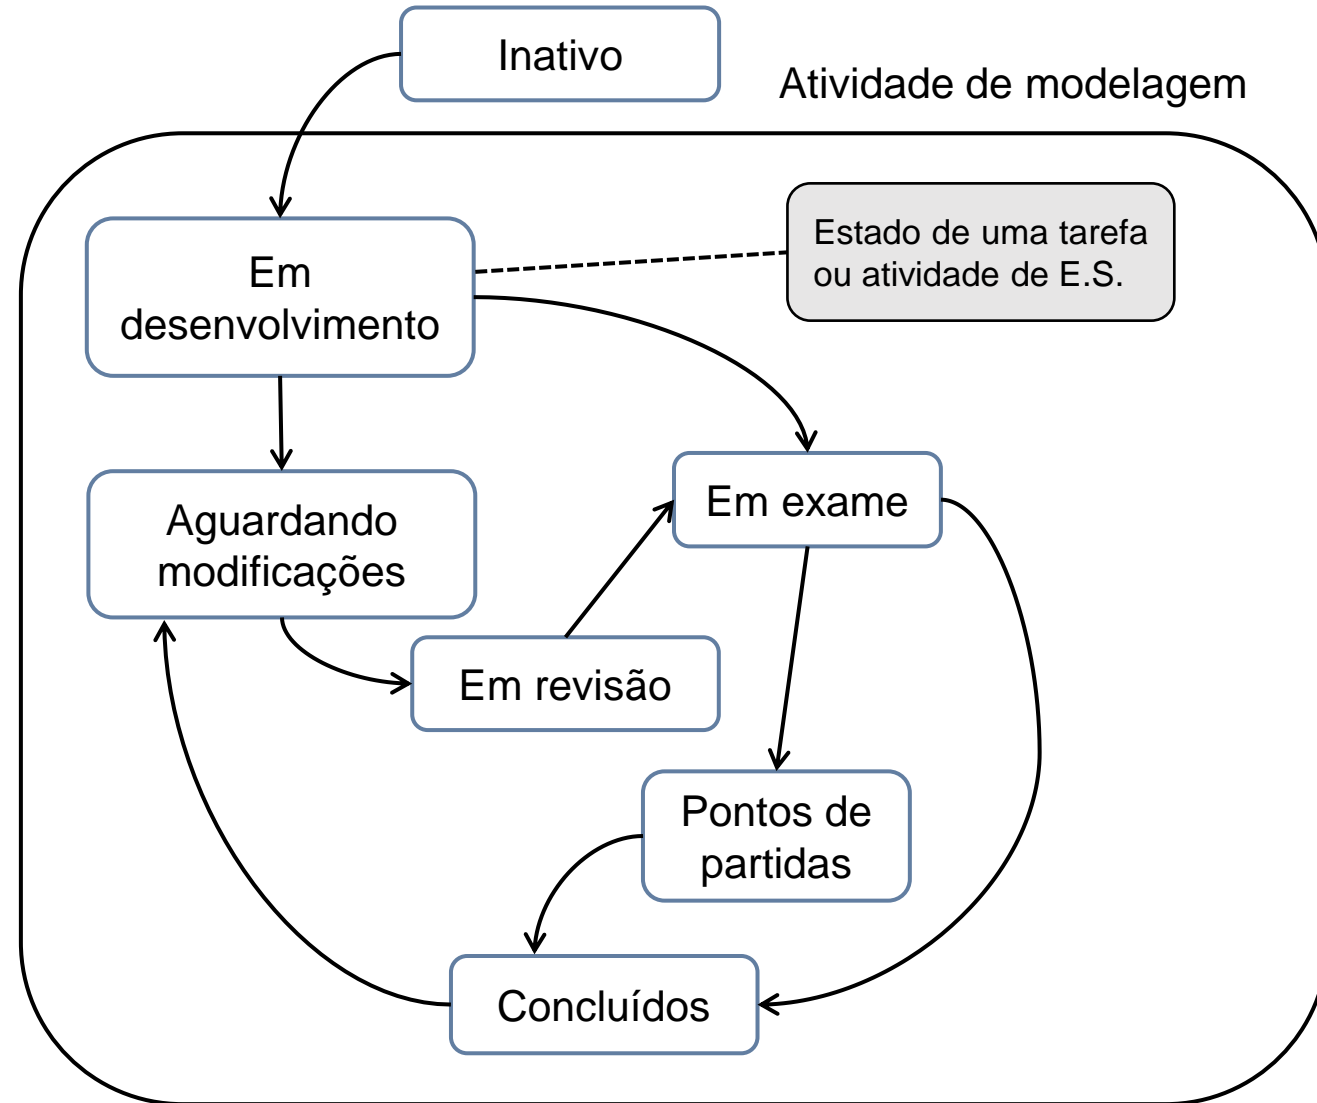 Inativo
Atividade de modelagem
Estado de uma tarefa
ou atividade de E.S.
Em
desenvolvimento
Aguardando
modificações
Em exame
Em revisão
Pontos de
partidas
Concluídos